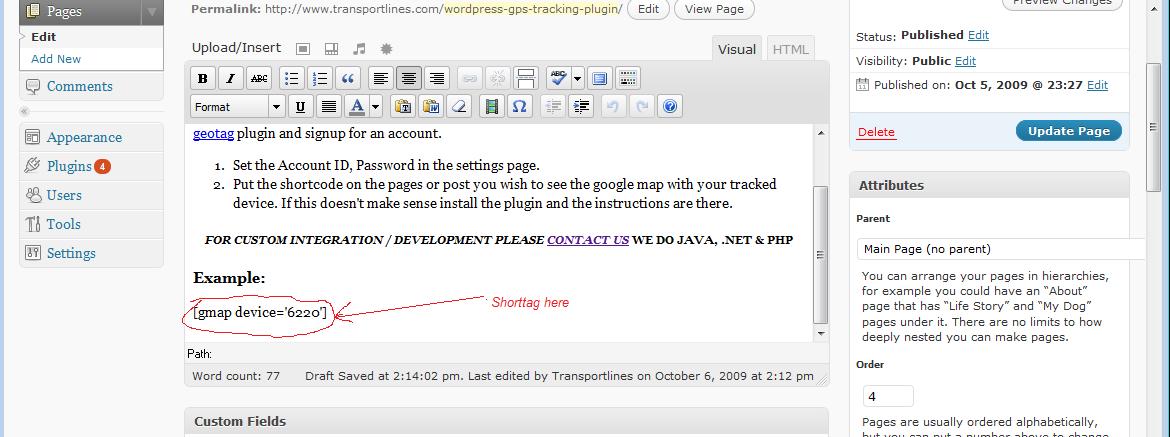 Pages
Edit
Add New
Comments
Appearance
Plugins 4
Users
Tools
Settings
Permalink: http://www.transportlines.com/wordpress-gps-tracking-plugin/ Edit View Page
Upload/Insert
Visual HTML
B I ABC ABC
Format U A W
geotag plugin and signup for an account.
1. Set the Account ID, Password in the settings page.
2. Put the shortcode on the pages or post you wish to see the google map with your tracked
device. If this doesn't make sense install the plugin and the instructions are there.
FOR CUSTOM INTEGRATION / DEVELOPMENT PLEASE CONTACT US WE DO JAVA, .NET & PHP
Example:
[gmap device='6220']
Shorttag here
Path:
Word count: 77 Draft Saved at 2:14:02 pm. Last edited by Transportlines on October 6, 2009 at 2:12 pm
Custom Fields
Preview Changes
Status: Published Edit
Visibility: Public Edit
Published on: Oct 5, 2009 @ 23:27 Edit
Delete Update Page
Attributes
Parent
Main Page (no parent)
You can arrange your pages in hierarchies,
for example you could have an “About”
page that has “Life Story” and “My Dog”
pages under it. There are no limits to how
deeply nested you can make pages.
Order
4
Pages are usually ordered alphabetically,
but you can put a number above to change